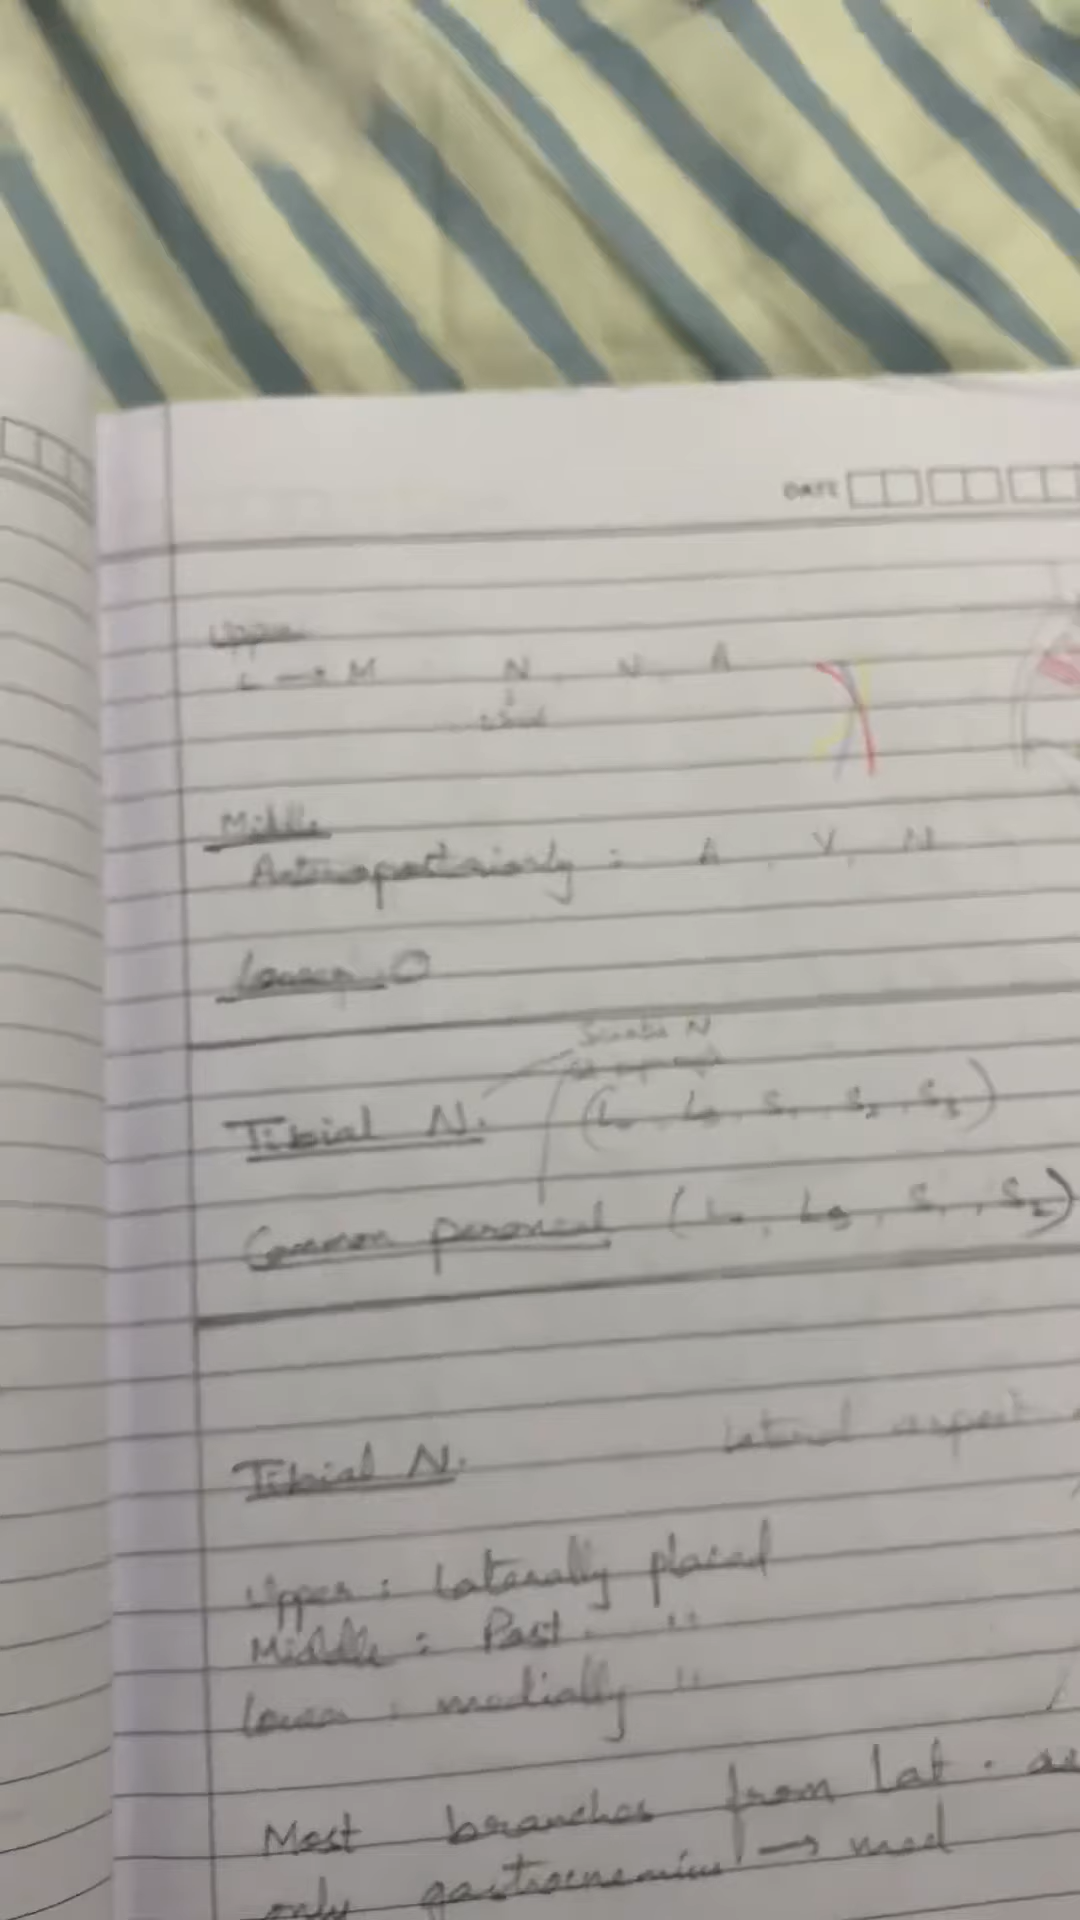 DATE
Upper
L → M N, V, A
Middle
Anteroposteriorly : A, V, N
Lower
Sciatic N
Tibial N. (L4, L5, S1, S2, S3)
Common peroneal (L4, L5, S1, S2)
Tibial N. lateral aspect
Upper : Laterally placed
Middle : Post. "
Lower : medially "
Most branches from Lat.
only gastrocnemius → med